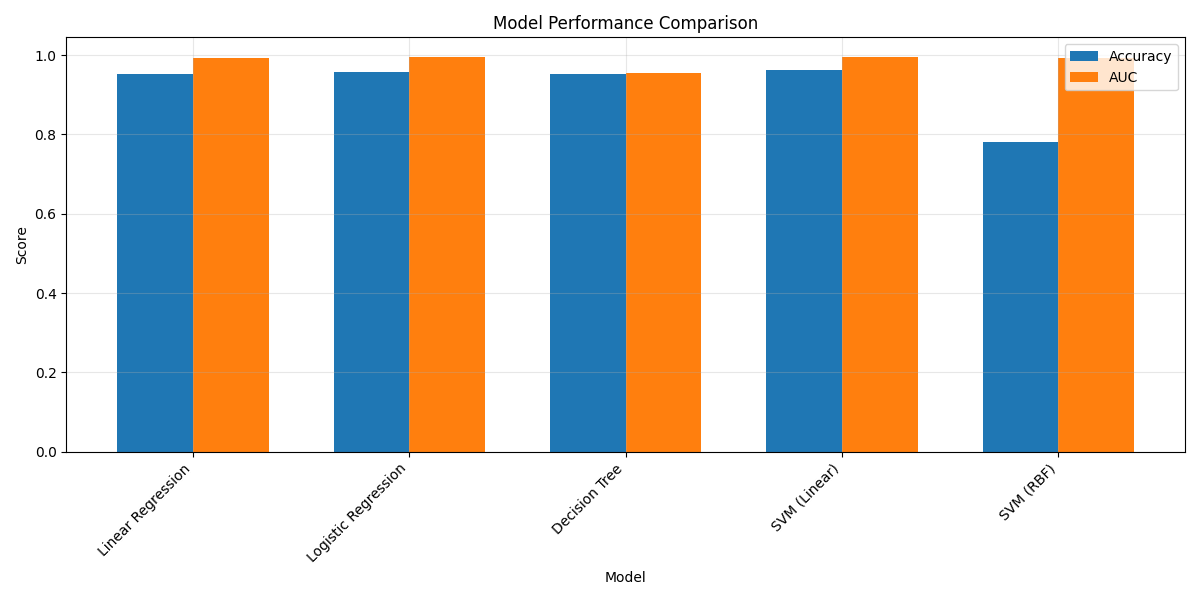 Model Performance Comparison
Accuracy
AUC
Score
1.0
0.8
0.6
0.4
0.2
0.0
Linear Regression
Logistic Regression
Decision Tree
SVM (Linear)
SVM (RBF)
Model